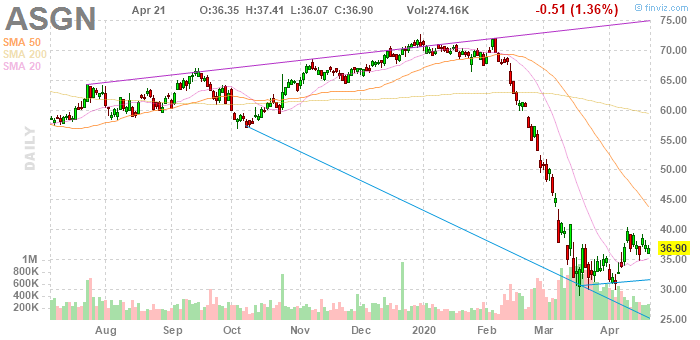 ASGN Apr 21 O:36.35 H:37.41 L:36.07 C:36.90 Vol:274.16K -0.51 (1.36%) © finviz.com
SMA 50
SMA 200
SMA 20
DAILY
75.00
70.00
65.00
60.00
55.00
50.00
45.00
40.00
36.90
35.00
30.00
25.00
1M
800K
600K
400K
200K
Aug Sep Oct Nov Dec 2020 Feb Mar Apr